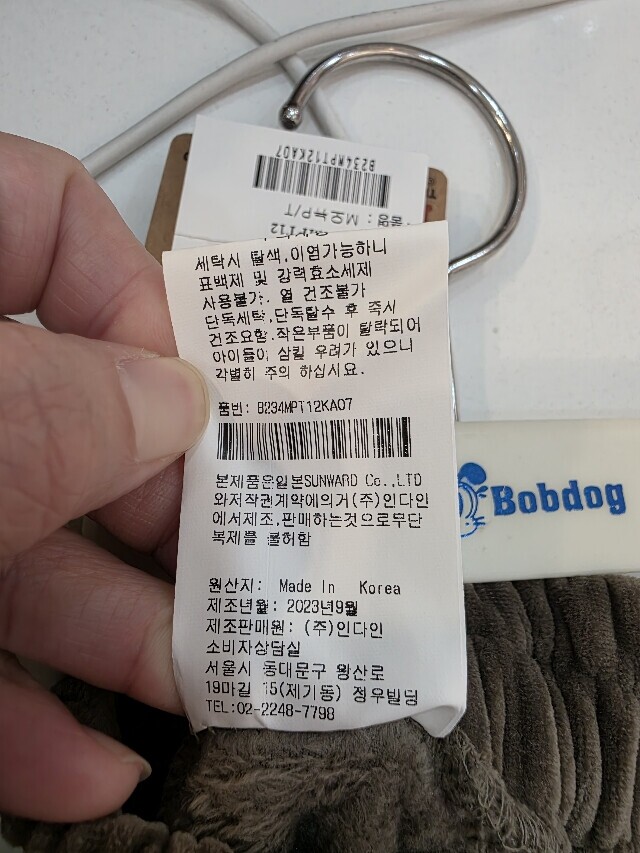 B234MPT12KA07
품명 : M오뉴P/T
세탁시 탈색,이염가능하니
표백제 및 강력효소세제
사용불가. 열 건조불가
단독세탁,단독탈수 후 즉시
건조요함.작은부품이 탈락되어
아이들이 삼킬 우려가 있으니
각별히 주의 하십시요.
품번: B234MPT12KA07
본제품은일본SUNWARD Co.,LTD
와저작권계약에의거(주)인다인
에서제조,판매하는것으로무단
복제를 불허함
원산지: Made In Korea
제조년월: 2023년9월
제조판매원: (주)인다인
소비자상담실
서울시 동대문구 왕산로
19마길 15(제기동) 정우빌딩
TEL:02-2248-7798
Bobdog